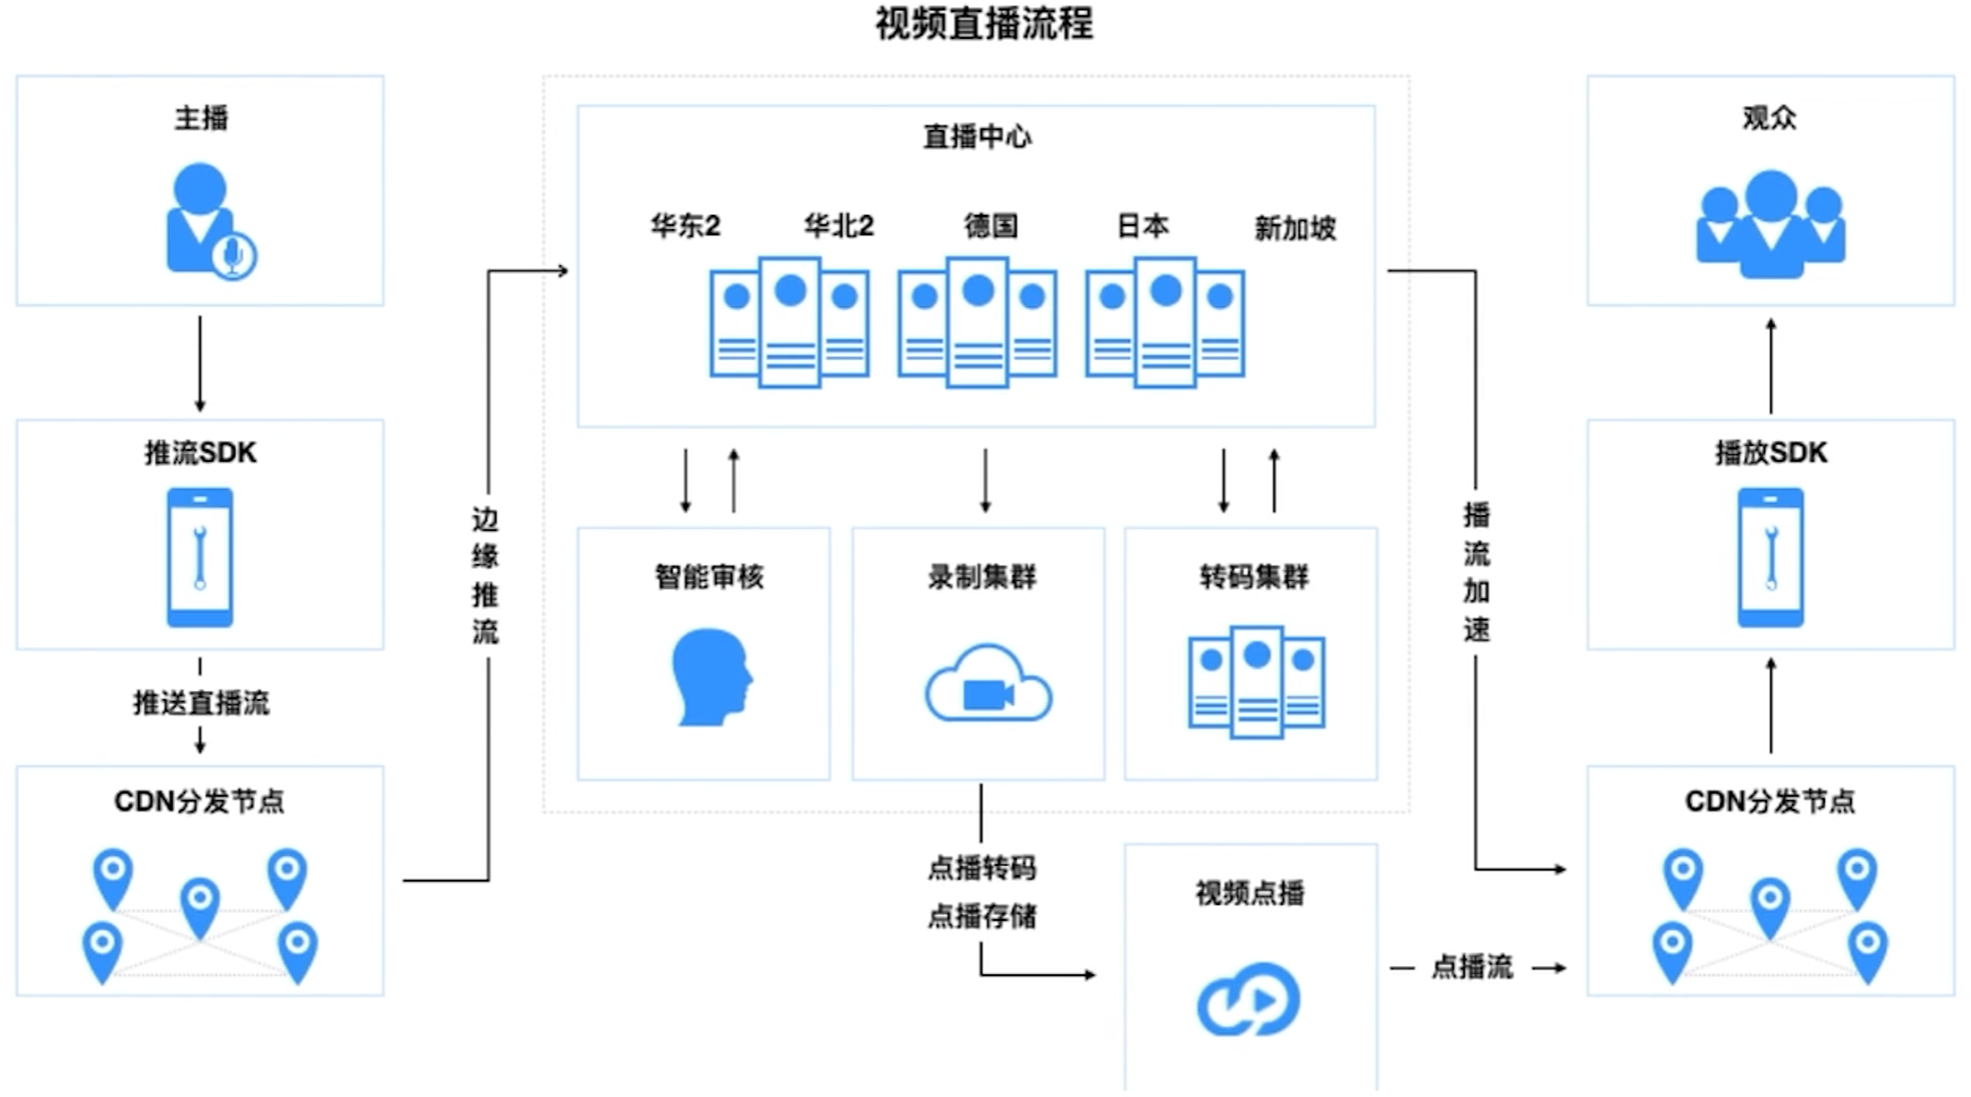 视频直播流程
主播
推流SDK
推送直播流
CDN分发节点
边缘推流
直播中心
华东2
华北2
德国
日本
新加坡
智能审核
录制集群
转码集群
点播转码
点播存储
视频点播
播流加速
点播流
观众
播放SDK
CDN分发节点